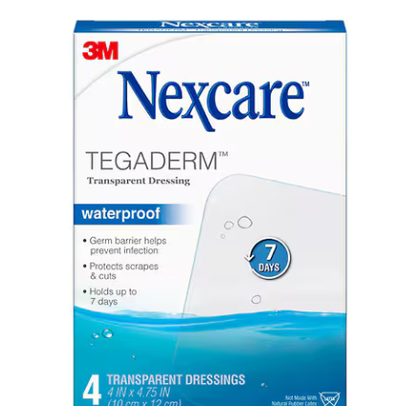 3M
Nexcare™
TEGADERM™
Transparent Dressing
waterproof
• Germ barrier helps
prevent infection
• Protects scrapes
& cuts
• Holds up to
7 days
7
DAYS
4 TRANSPARENT DRESSINGS
4 IN X 4.75 IN
(10 cm x 12 cm)
Not Made With
Natural Rubber Latex